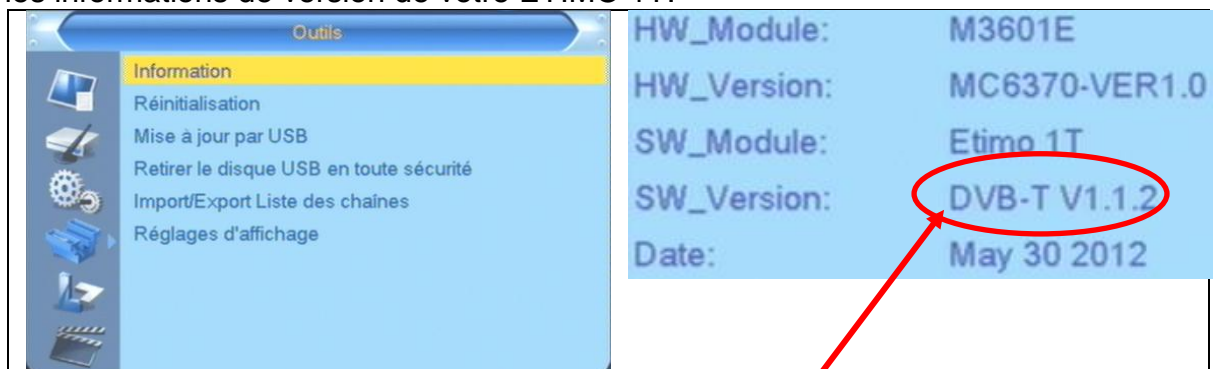 Outils
Information
Réinitialisation
Mise à jour par USB
Retirer le disque USB en toute sécurité
Import/Export Liste des chaînes
Réglages d'affichage
HW_Module: M3601E
HW_Version: MC6370-VER1.0
SW_Module: Etimo 1T
SW_Version: DVB-T V1.1.2
Date: May 30 2012